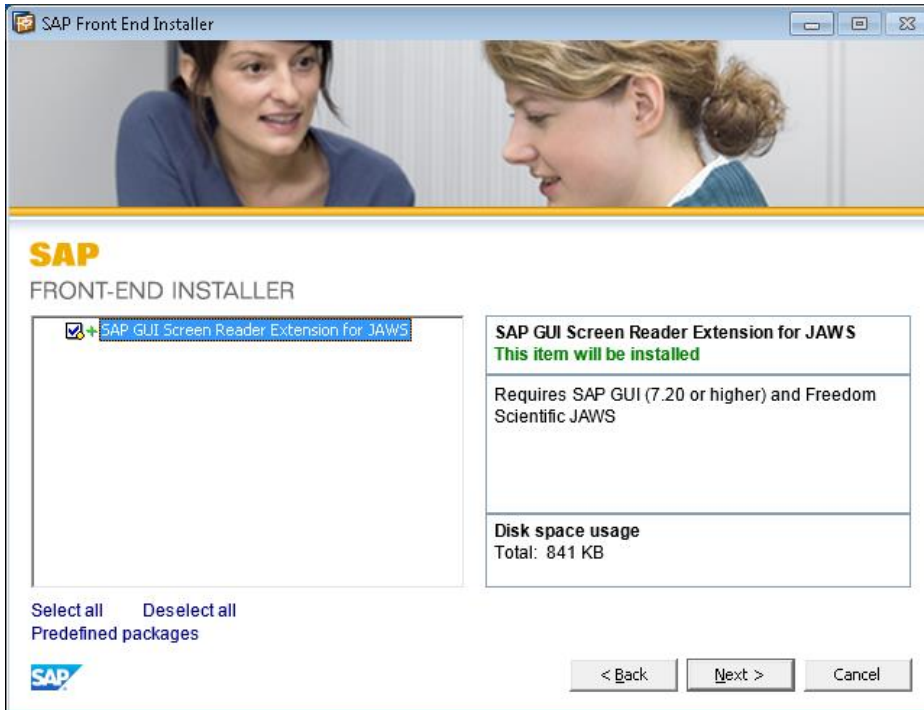 SAP Front End Installer
SAP
FRONT-END INSTALLER
SAP GUI Screen Reader Extension for JAWS
SAP GUI Screen Reader Extension for JAWS
This item will be installed
Requires SAP GUI (7.20 or higher) and Freedom
Scientific JAWS
Disk space usage
Total: 841 KB
Select all Deselect all
Predefined packages
SAP
< Back Next > Cancel